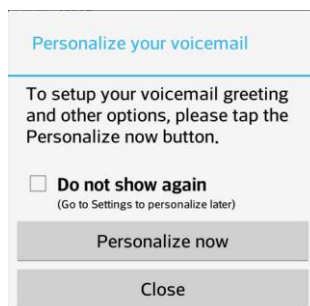 Personalize your voicemail
To setup your voicemail greeting
and other options, please tap the
Personalize now button.
Do not show again
(Go to Settings to personalize later)
Personalize now
Close